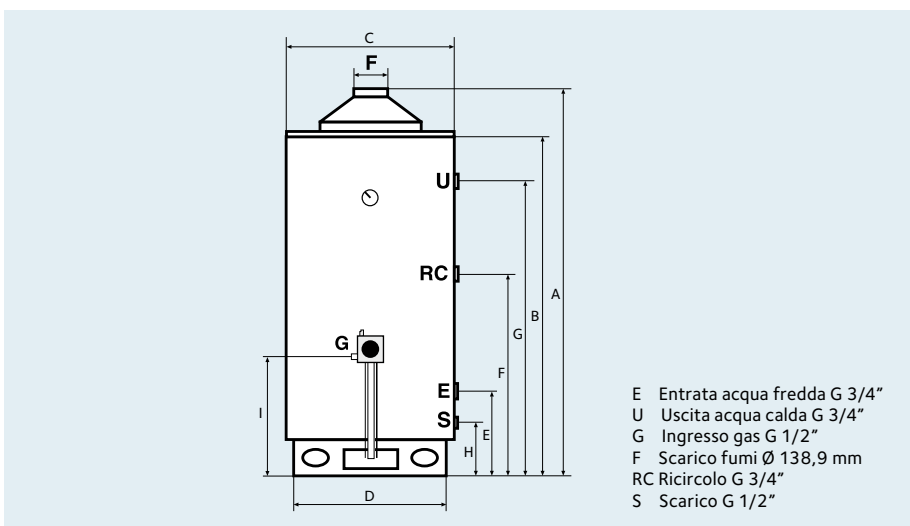 C
F
U
RC
A
B
G
G
F
I
E
E
S
H
D
E Entrata acqua fredda G 3/4”
U Uscita acqua calda G 3/4”
G Ingresso gas G 1/2”
F Scarico fumi Ø 138,9 mm
RC Ricircolo G 3/4”
S Scarico G 1/2”